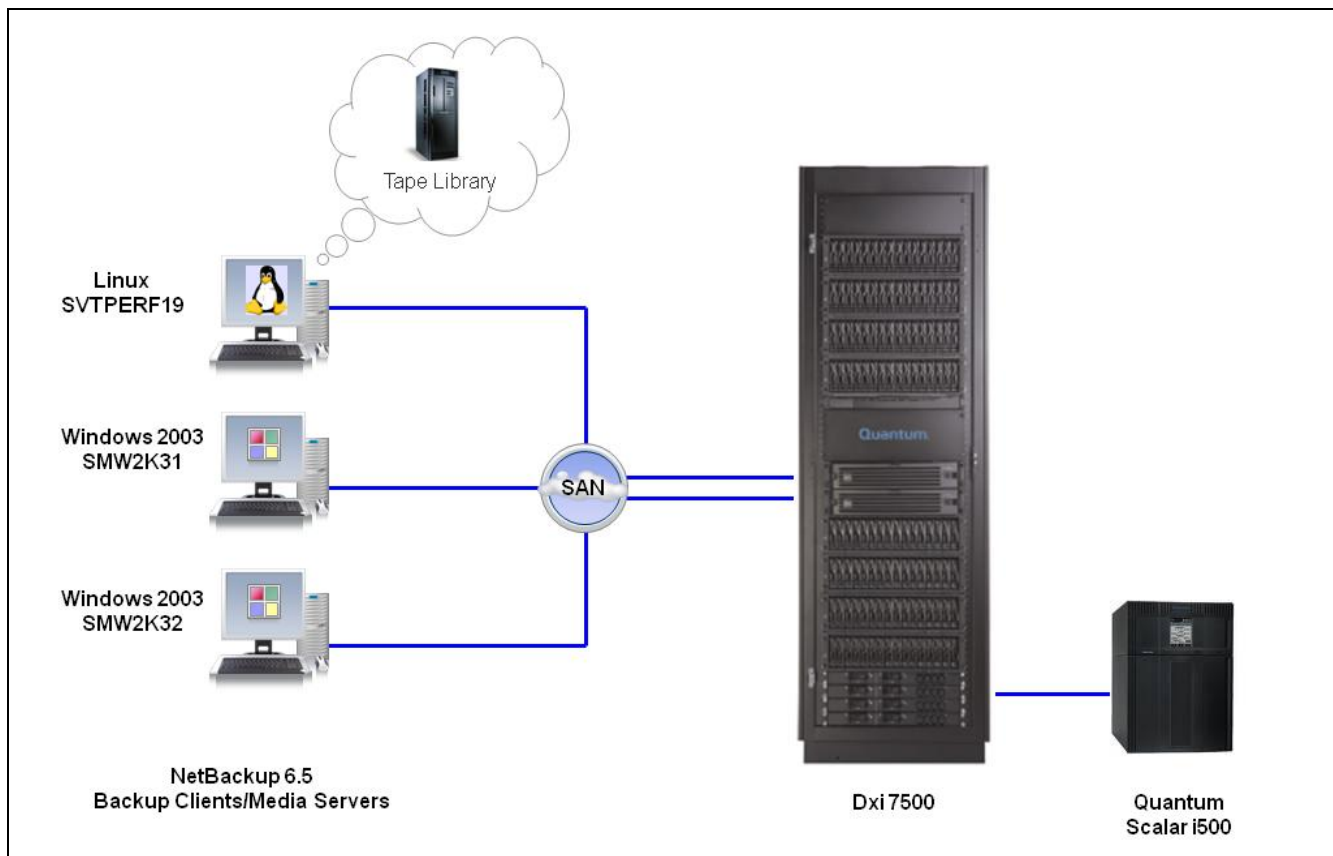 Tape Library
Linux
SVTPERF19
Windows 2003
SMW2K31
SAN
Quantum
Windows 2003
SMW2K32
NetBackup 6.5
Backup Clients/Media Servers
Dxi 7500
Quantum
Scalar i500